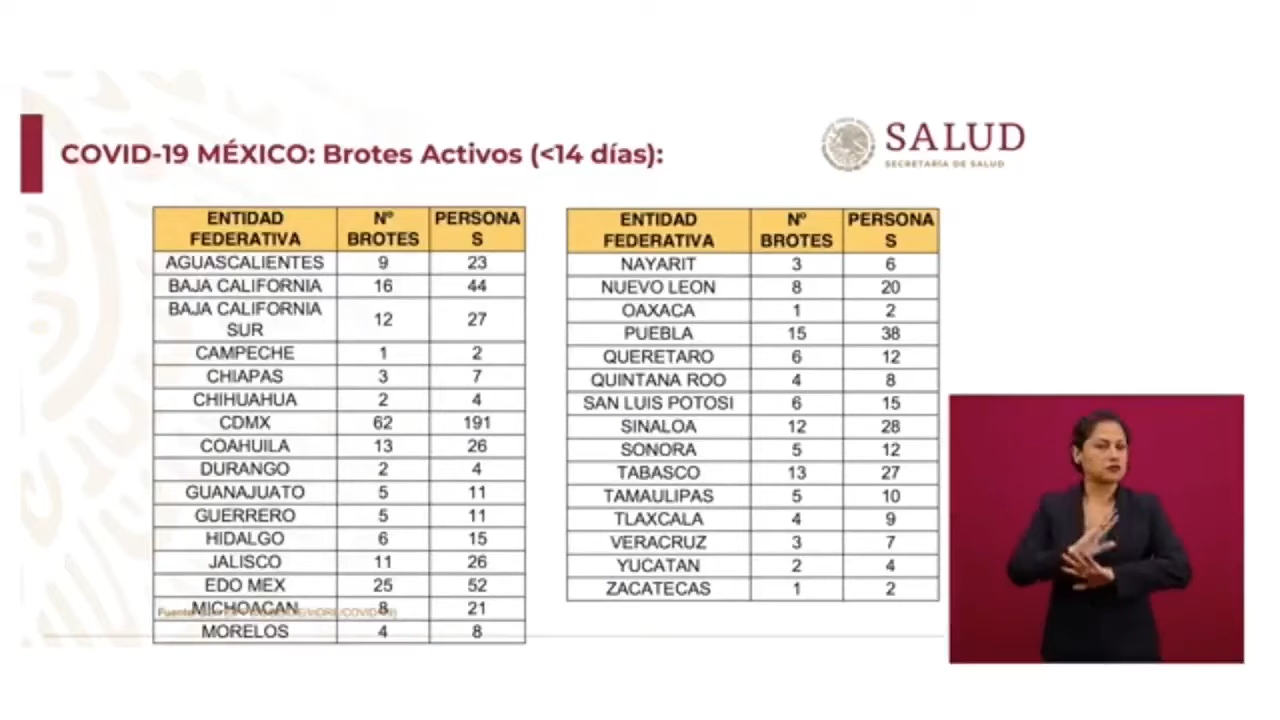 COVID-19 MÉXICO: Brotes Activos (<14 días):
SALUD
SECRETARÍA DE SALUD
ENTIDAD FEDERATIVA Nº BROTES PERSONAS
AGUASCALIENTES 9 23
BAJA CALIFORNIA 16 44
BAJA CALIFORNIA SUR 12 27
CAMPECHE 1 2
CHIAPAS 3 7
CHIHUAHUA 2 4
CDMX 62 191
COAHUILA 13 26
DURANGO 2 4
GUANAJUATO 5 11
GUERRERO 5 11
HIDALGO 6 15
JALISCO 11 26
EDO MEX 25 52
MICHOACAN 8 21
MORELOS 4 8
ENTIDAD FEDERATIVA Nº BROTES PERSONAS
NAYARIT 3 6
NUEVO LEON 8 20
OAXACA 1 2
PUEBLA 15 38
QUERETARO 6 12
QUINTANA ROO 4 8
SAN LUIS POTOSI 6 15
SINALOA 12 28
SONORA 5 12
TABASCO 13 27
TAMAULIPAS 5 10
TLAXCALA 4 9
VERACRUZ 3 7
YUCATAN 2 4
ZACATECAS 1 2